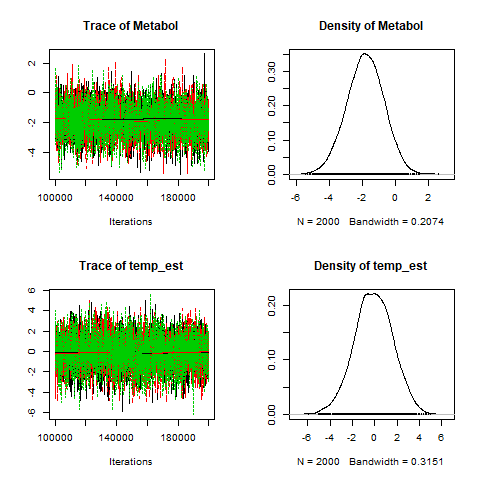 Trace of Metabol
2
0
-2
-4
100000 140000 180000
Iterations
Density of Metabol
0.30
0.20
0.10
0.00
-6 -4 -2 0 2
N = 2000 Bandwidth = 0.2074
Trace of temp_est
6
4
2
0
-2
-4
-6
100000 140000 180000
Iterations
Density of temp_est
0.20
0.10
0.00
-6 -4 -2 0 2 4 6
N = 2000 Bandwidth = 0.3151